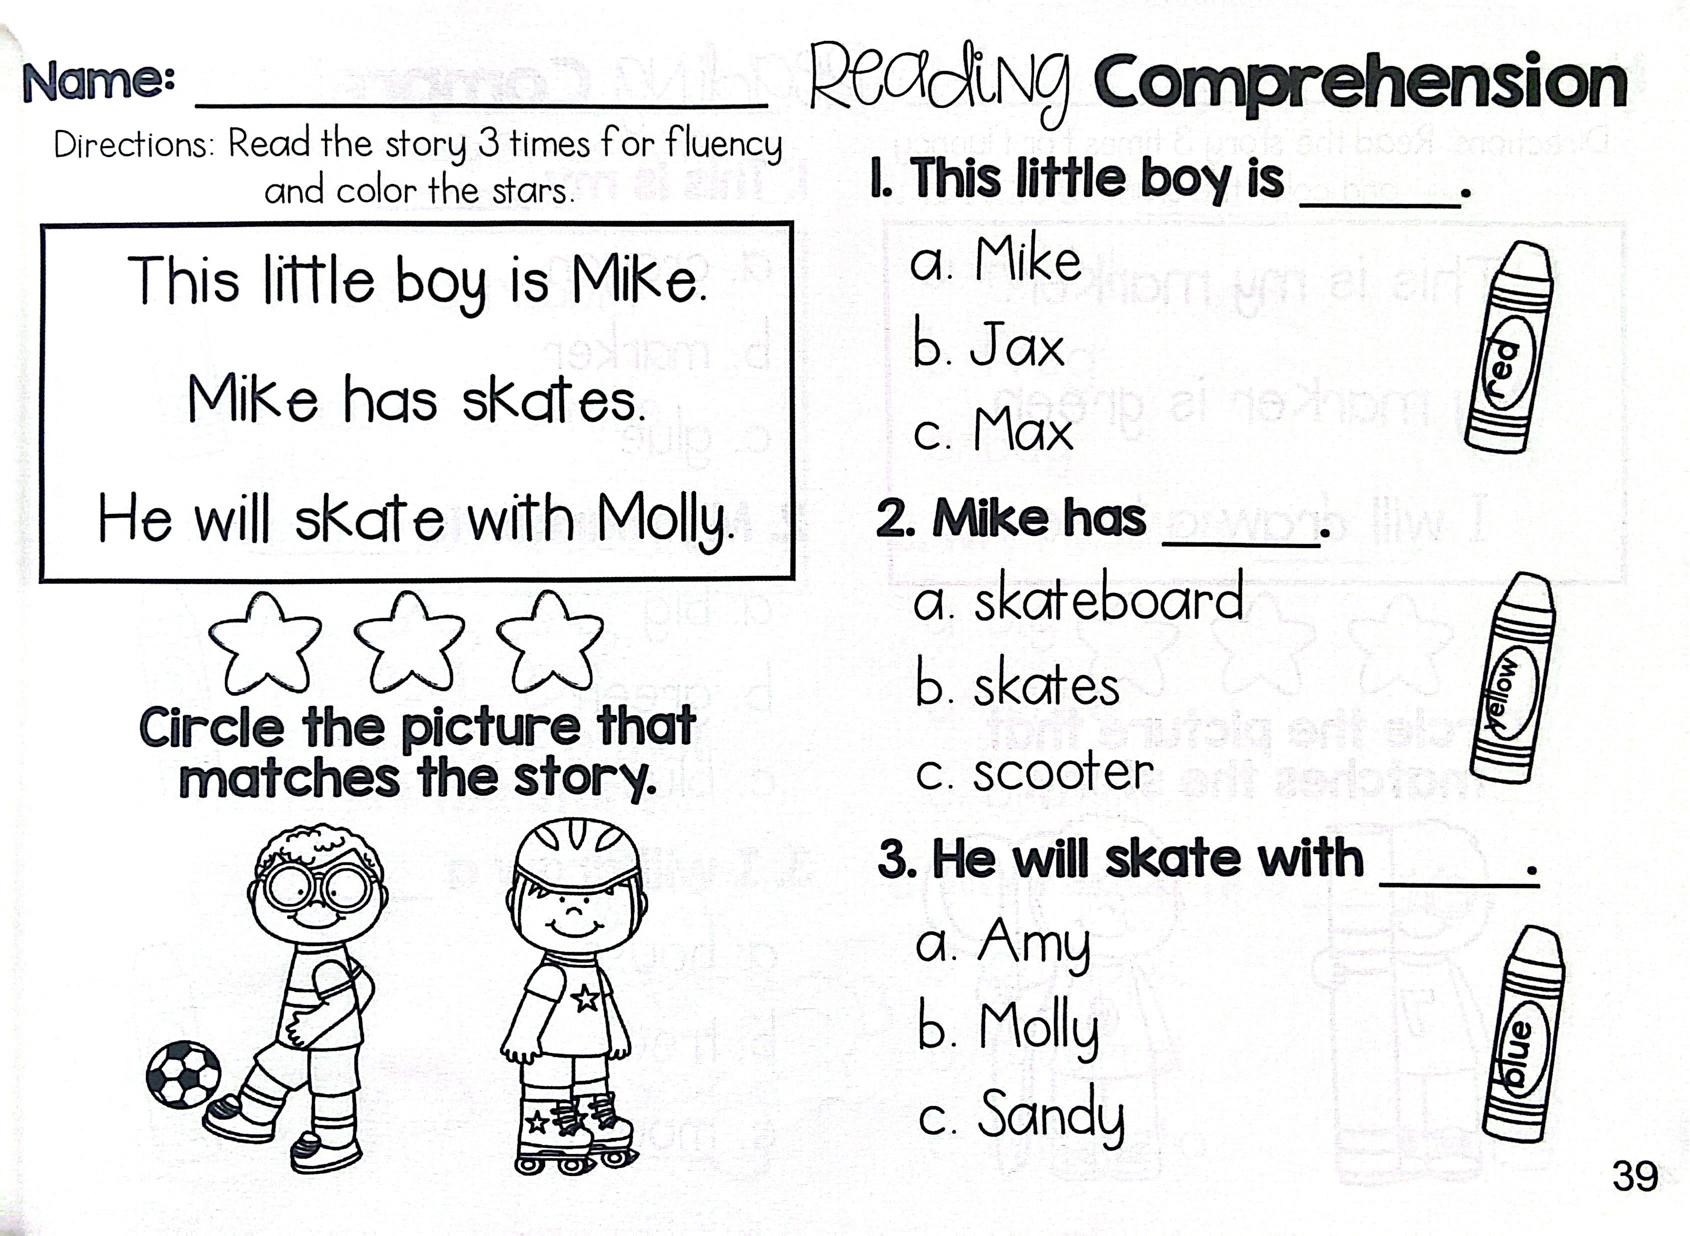 Name:
Directions: Read the story 3 times for fluency
and color the stars.
This little boy is Mike.
Mike has skates.
He will skate with Molly.
Circle the picture that
matches the story.
Reading Comprehension
1. This little boy is ______.
a. Mike
b. Jax
c. Max
red
2. Mike has ______.
a. skateboard
b. skates
c. scooter
yellow
3. He will skate with ______.
a. Amy
b. Molly
c. Sandy
blue
39